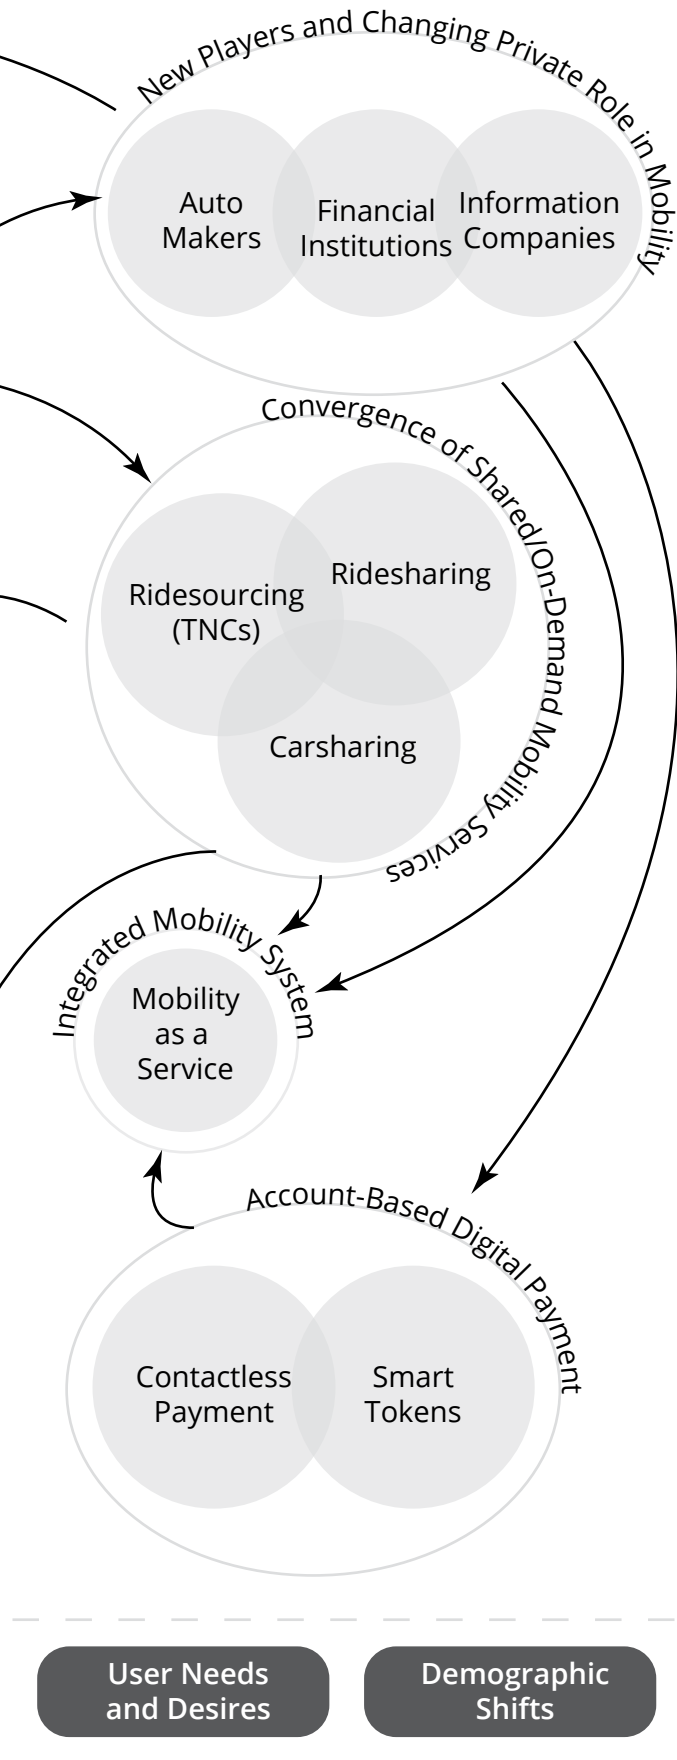 New Players and Changing Private Role in Mobility
Auto
Makers
Financial
Institutions
Information
Companies
Convergence of Shared/On-Demand Mobility Services
Ridesourcing
(TNCs)
Ridesharing
Carsharing
Integrated Mobility System
Mobility
as a
Service
Account-Based Digital Payment
Contactless
Payment
Smart
Tokens
User Needs
and Desires
Demographic
Shifts